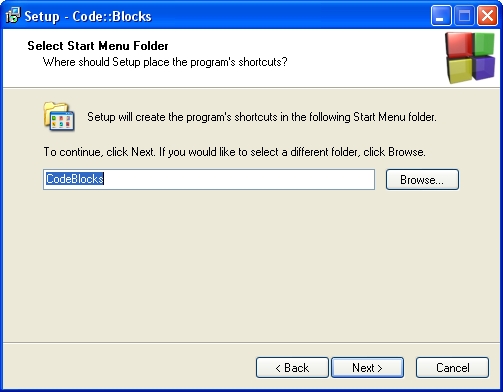 Setup - Code::Blocks
Select Start Menu Folder
Where should Setup place the program's shortcuts?
Setup will create the program's shortcuts in the following Start Menu folder.
To continue, click Next. If you would like to select a different folder, click Browse.
CodeBlocks
Browse...
< Back
Next >
Cancel